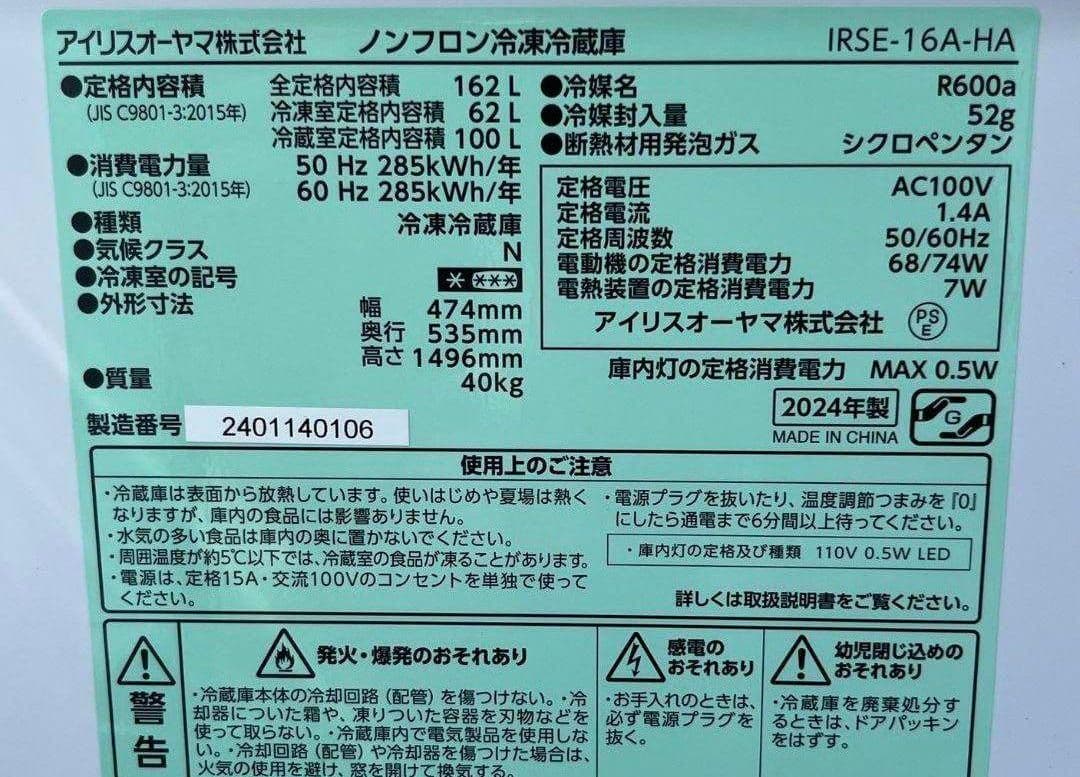 アイリスオーヤマ株式会社 ノンフロン冷凍冷蔵庫 IRSE-16A-HA
●定格内容積 全定格内容積 162 L
(JIS C9801-3:2015年) 冷凍室定格内容積 62 L
冷蔵室定格内容積 100 L
●消費電力量 50 Hz 285kWh/年
(JIS C9801-3:2015年) 60 Hz 285kWh/年
●種類 冷凍冷蔵庫
●気候クラス N
●冷凍室の記号 * ***
●外形寸法 幅 474mm
奥行 535mm
高さ 1496mm
●質量 40kg
製造番号 2401140106
●冷媒名 R600a
●冷媒封入量 52g
●断熱材用発泡ガス シクロペンタン
定格電圧 AC100V
定格電流 1.4A
定格周波数 50/60Hz
電動機の定格消費電力 68/74W
電熱装置の定格消費電力 7W
アイリスオーヤマ株式会社 PS E
庫内灯の定格消費電力 MAX 0.5W
2024年製
MADE IN CHINA
G
使用上のご注意
・冷蔵庫は表面から放熱しています。使いはじめや夏場は熱く
なりますが、庫内の食品には影響ありません。
・水気の多い食品は庫内の奥に置かないでください。
・周囲温度が約5℃以下では、冷蔵室の食品が凍ることがあります。
・電源は、定格15A・交流100Vのコンセントを単独で使って
ください。
・電源プラグを抜いたり、温度調節つまみを『0』
にしたら通電まで6分間以上待ってください。
・庫内灯の定格及び種類 110V 0.5W LED
詳しくは取扱説明書をご覧ください。
警告
発火・爆発のおそれあり
・冷蔵庫本体の冷却回路（配管）を傷つけない。・冷
却器についた霜や、凍りついた容器を刃物などを
使って取らない。・冷蔵庫内で電気製品を使用しな
い。・冷却回路（配管）や冷却器を傷つけた場合は、
火気の使用を避け、窓を開けて換気する。
感電の
おそれあり
・お手入れのときは、
必ず電源プラグを
抜く。
幼児閉じ込めの
おそれあり
・冷蔵庫を廃棄処分す
るときは、ドアパッキン
をはずす。